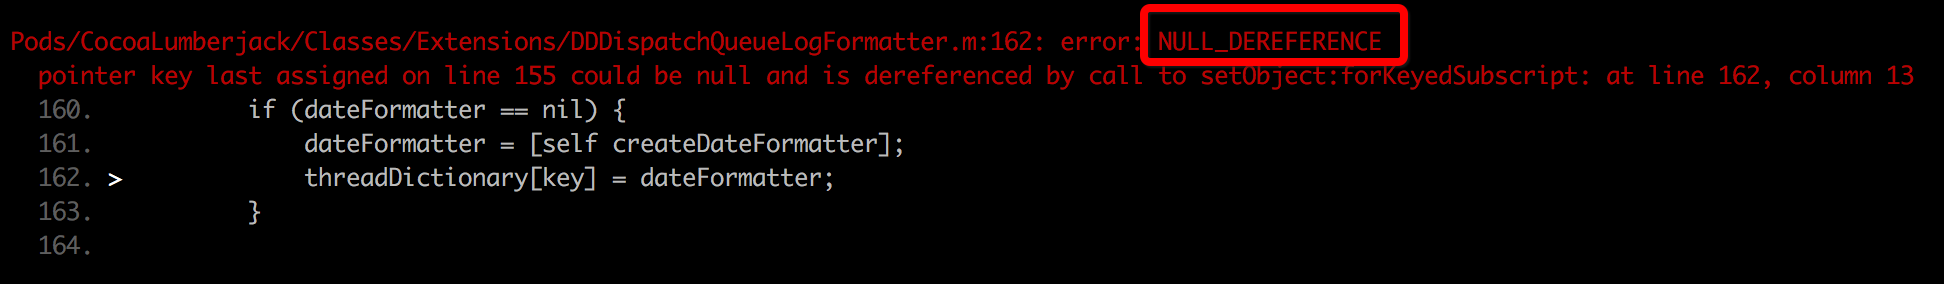 Pods/CocoaLumberjack/Classes/Extensions/DDDispatchQueueLogFormatter.m:162: error: NULL_DEREFERENCE
pointer key last assigned on line 155 could be null and is dereferenced by call to setObject:forKeyedSubscript: at line 162, column 13
160.           if (dateFormatter == nil) {
161.               dateFormatter = [self createDateFormatter];
162. >             threadDictionary[key] = dateFormatter;
163.           }
164.